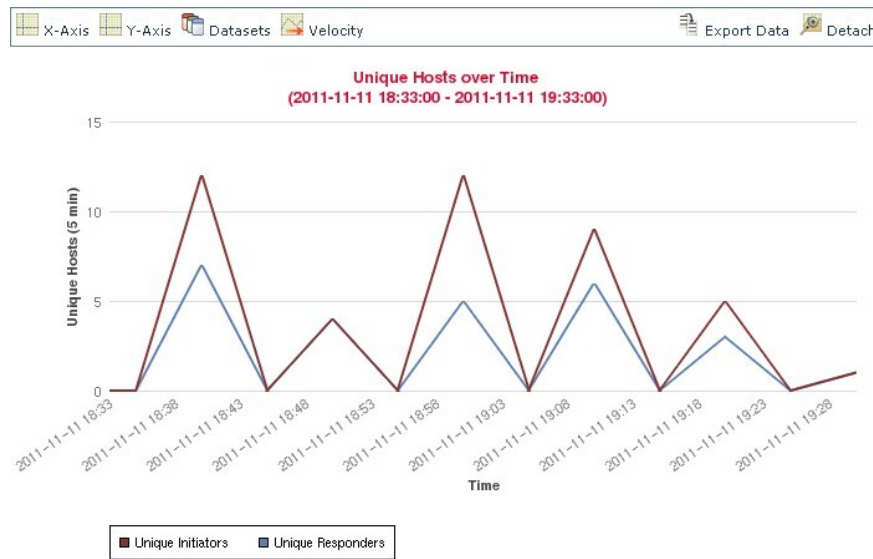 X-Axis Y-Axis Datasets Velocity Export Data Detach
Unique Hosts over Time
(2011-11-11 18:33:00 - 2011-11-11 19:33:00)
Unique Hosts (5 min)
15
10
5
0
2011-11-11 18:33
2011-11-11 18:38
2011-11-11 18:43
2011-11-11 18:48
2011-11-11 18:53
2011-11-11 18:58
2011-11-11 19:03
2011-11-11 19:08
2011-11-11 19:13
2011-11-11 19:18
2011-11-11 19:23
2011-11-11 19:28
Time
Unique Initiators Unique Responders